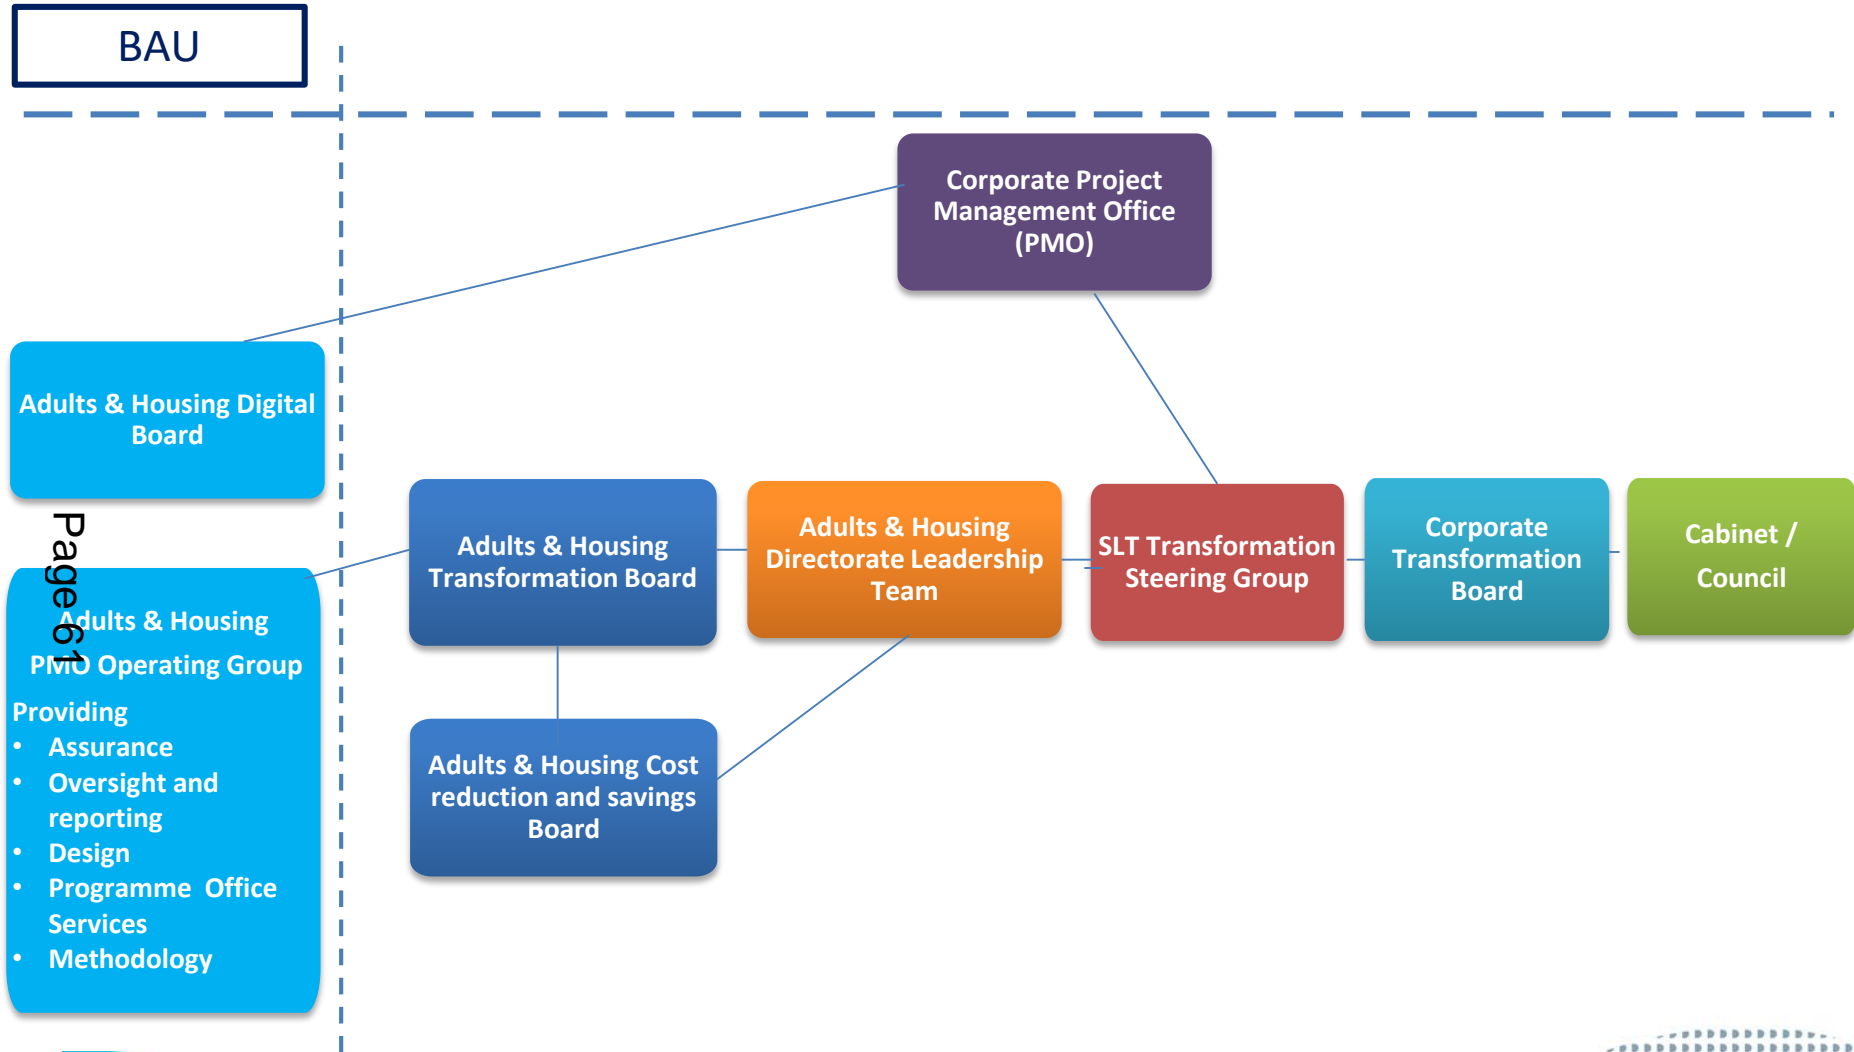 BAU
Corporate Project
Management Office
(PMO)
Adults & Housing Digital
Board
Page 61
Adults & Housing
PMO Operating Group
Providing
• Assurance
• Oversight and
reporting
• Design
• Programme Office
Services
• Methodology
Adults & Housing
Transformation Board
Adults & Housing
Directorate Leadership
Team
SLT Transformation
Steering Group
Corporate
Transformation
Board
Cabinet /
Council
Adults & Housing Cost
reduction and savings
Board